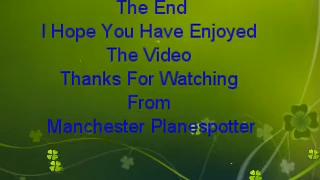 The End
I Hope You Have Enjoyed
The Video
Thanks For Watching
From
Manchester Planespotter